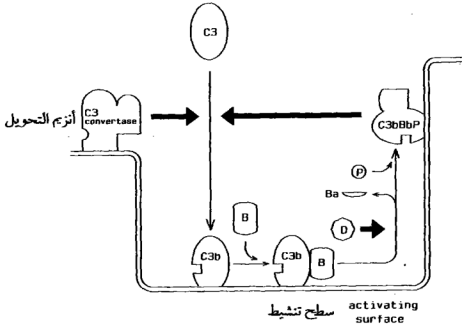 C3
أنزيم التحويل
C3
convertase
C3bBbP
P
Ba
B
D
C3b
C3b
B
سطح تنشيط
activating
surface